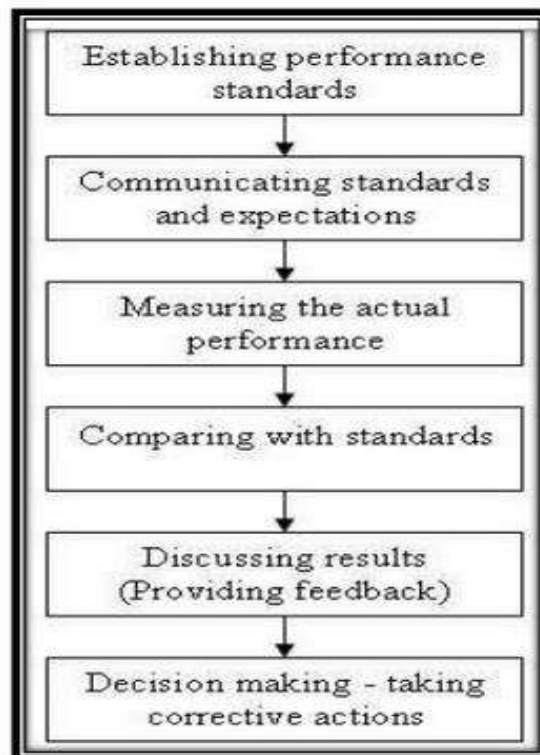 Establishing performance
standards
Communicating standards
and expectations
Measuring the actual
performance
Comparing with standards
Discussing results
(Providing feedback)
Decision making - taking
corrective actions